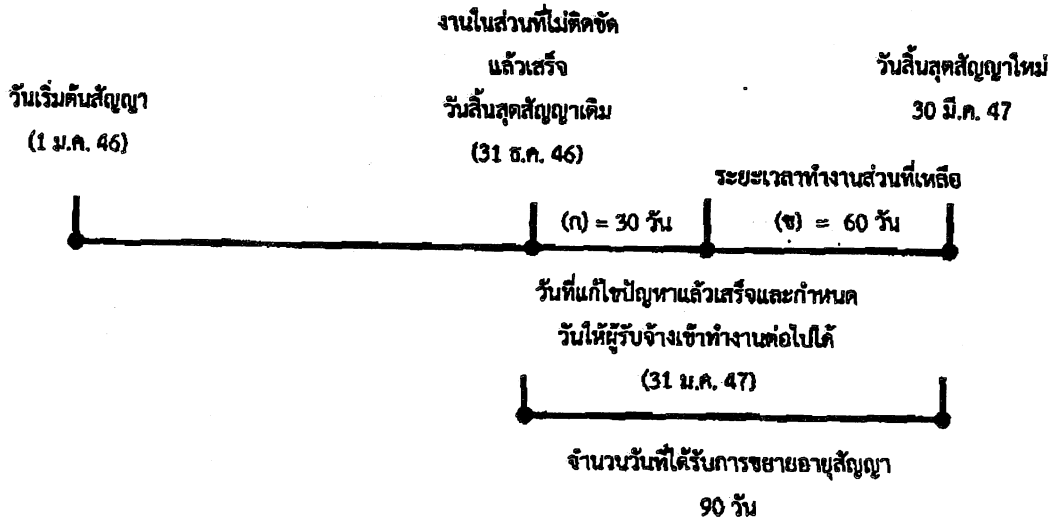 งานในส่วนที่ไม่ติดขัด
แล้วเสร็จ
วันสิ้นสุดสัญญาเดิม
(31 ธ.ค. 46)
วันเริ่มต้นสัญญา
(1 ม.ค. 46)
วันสิ้นสุดสัญญาใหม่
30 มี.ค. 47
ระยะเวลาทำงานส่วนที่เหลือ
(ก) = 30 วัน
(ข) = 60 วัน
วันที่แก้ไขปัญหาแล้วเสร็จและกำหนด
วันให้ผู้รับจ้างเข้าทำงานต่อไปได้
(31 ม.ค. 47)
จำนวนวันที่ได้รับการขยายอายุสัญญา
90 วัน